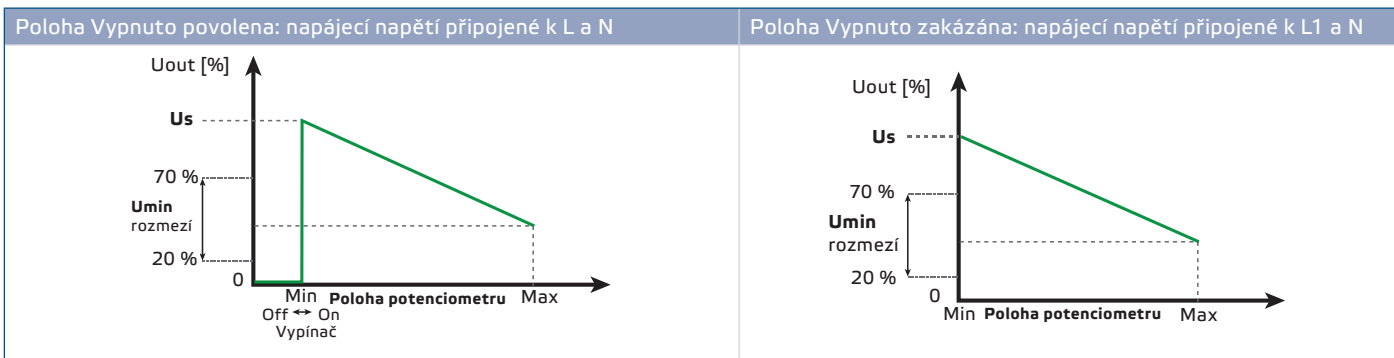 Poloha Vypnuto povolena: napájecí napětí připojené k L a N
Uout [%]
Us
70 %
Umin
rozmezí
20 %
0
Min Poloha potenciometru Max
Off ↔ On
Vypínač
Poloha Vypnuto zakázána: napájecí napětí připojené k L1 a N
Uout [%]
Us
70 %
Umin
rozmezí
20 %
0
Min Poloha potenciometru Max